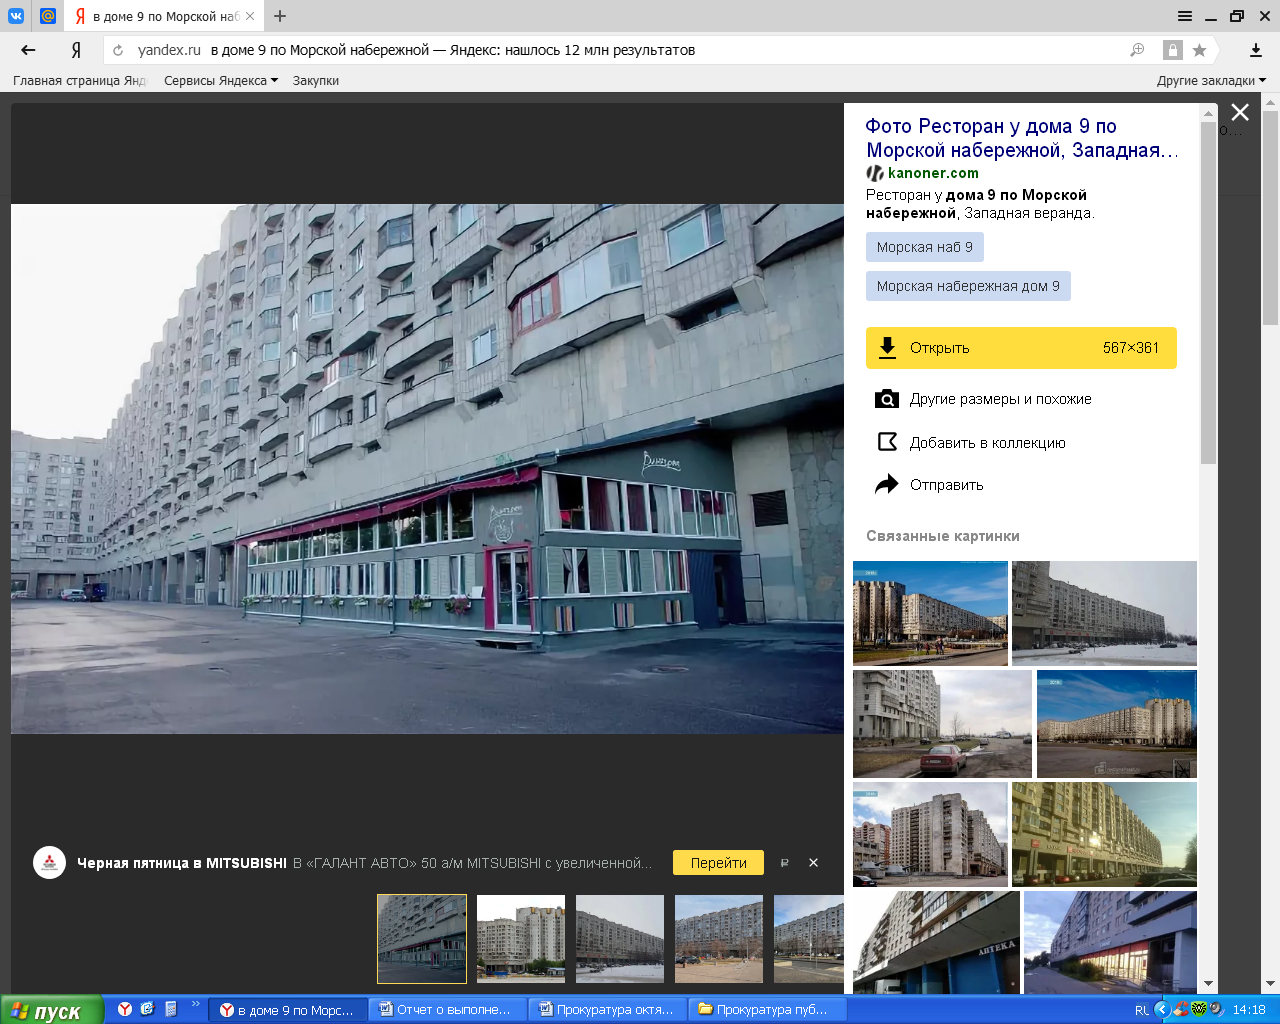 в доме 9 по Морской наб
yandex.ru в доме 9 по Морской набережной — Яндекс: нашлось 12 млн результатов
Главная страница Янд
Сервисы Яндекса
Закупки
Другие закладки
Фото Ресторан у дома 9 по
Морской набережной, Западная...
kanoner.com
Ресторан у дома 9 по Морской
набережной, Западная веранда.
Морская наб 9
Морская набережная дом 9
Открыть 567×361
Другие размеры и похожие
Добавить в коллекцию
Отправить
Связанные картинки
АПТЕКА
Черная пятница в MITSUBISHI В «ГАЛАНТ АВТО» 50 а/м MITSUBISHI с увеличенной...
Перейти
пуск
в доме 9 по Морс...
Отчет о выполне...
Прокуратура октя...
Прокуратура пуб...
RU
14:18